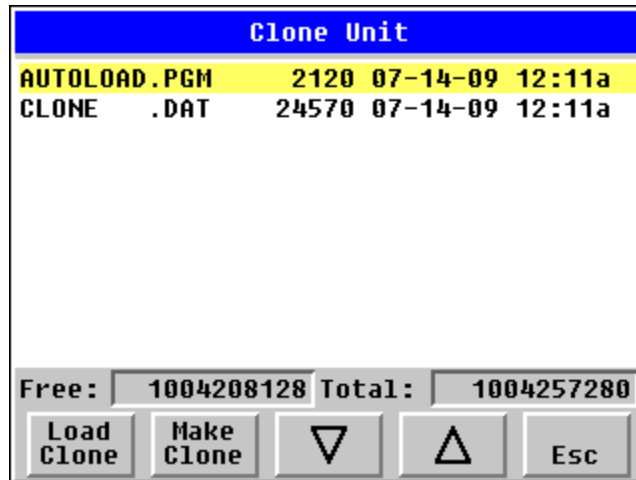 Clone Unit
AUTOLOAD.PGM 2120 07-14-09 12:11a
CLONE .DAT 24570 07-14-09 12:11a
Free: 1004208128 Total: 1004257280
Load Clone Make Clone Esc